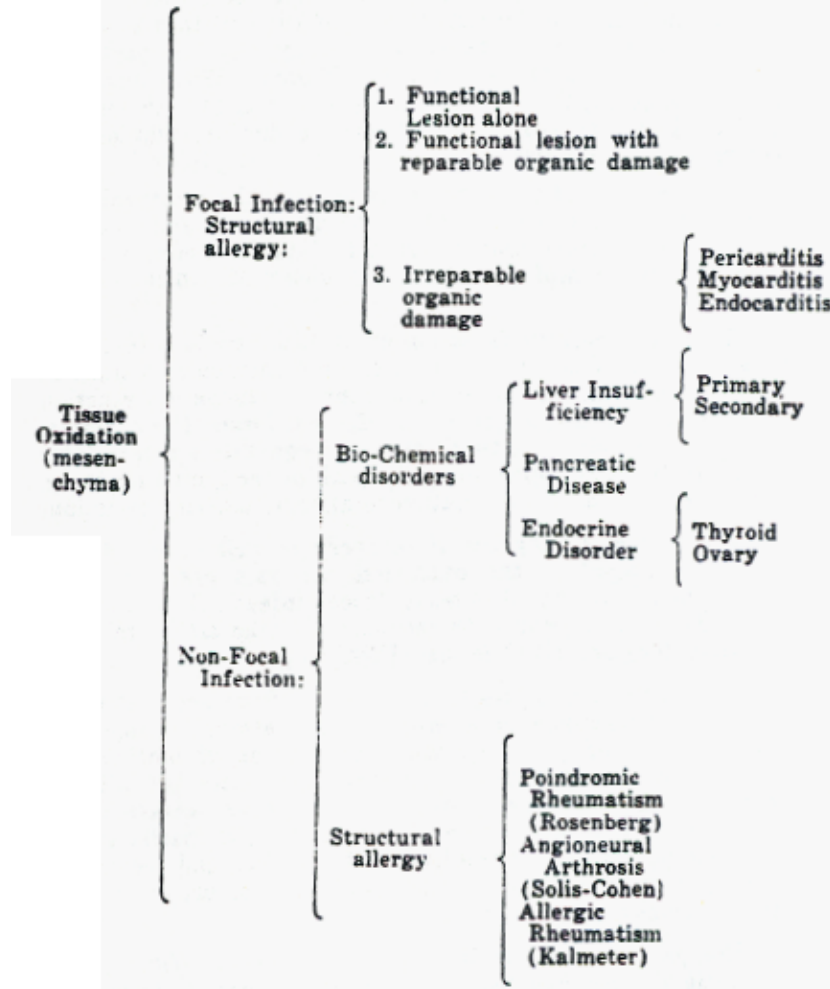 Tissue
Oxidation
(mesen-
chyma)
Focal Infection:
Structural
allergy:
1. Functional
Lesion alone
2. Functional lesion with
reparable organic damage
3. Irreparable
organic
damage
Pericarditis
Myocarditis
Endocarditis
Non-Focal
Infection:
Bio-Chemical
disorders
Liver Insuf-
ficiency
Primary
Secondary
Pancreatic
Disease
Endocrine
Disorder
Thyroid
Ovary
Structural
allergy
Poindromic
Rheumatism
(Rosenberg)
Angioneural
Arthrosis
(Solis-Cohen)
Allergic
Rheumatism
(Kalmeter)